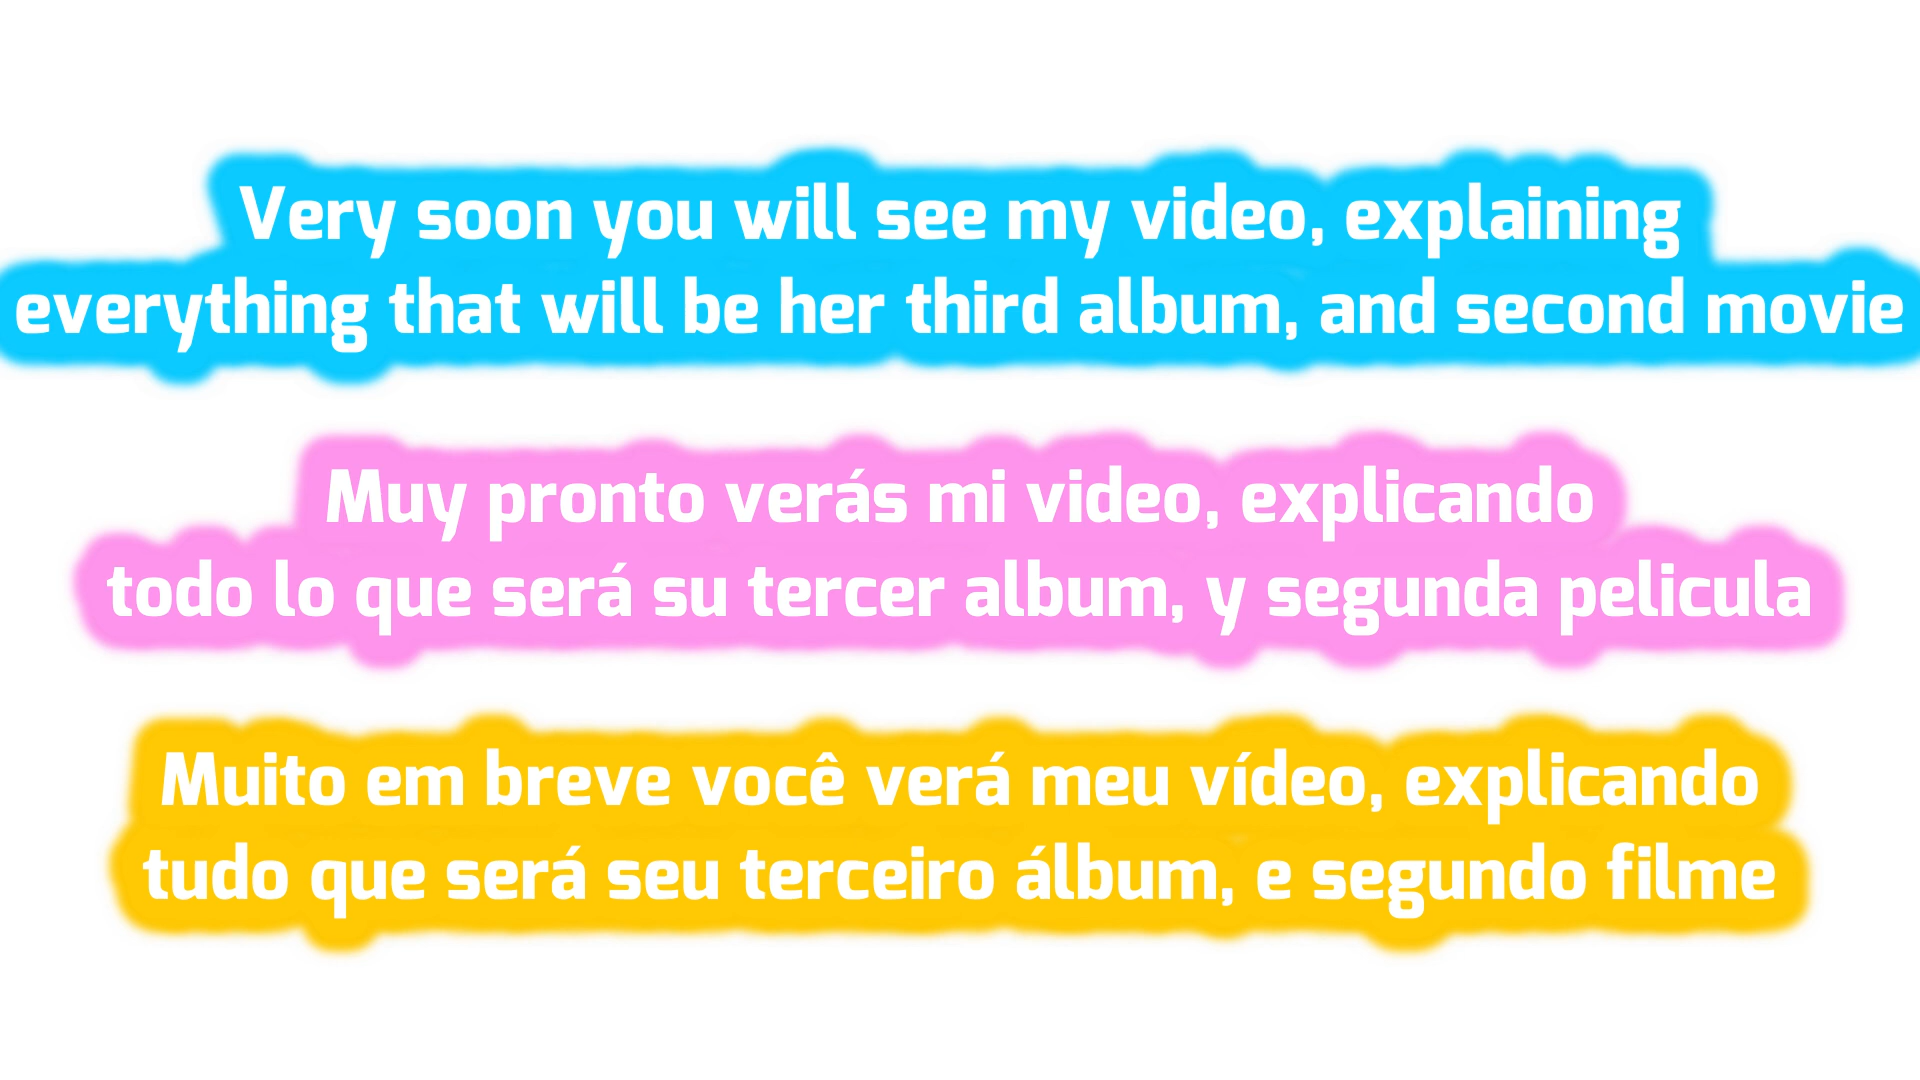 Very soon you will see my video, explaining
everything that will be her third album, and second movie
Muy pronto verás mi video, explicando
todo lo que será su tercer album, y segunda pelicula
Muito em breve você verá meu vídeo, explicando
tudo que será seu terceiro álbum, e segundo filme